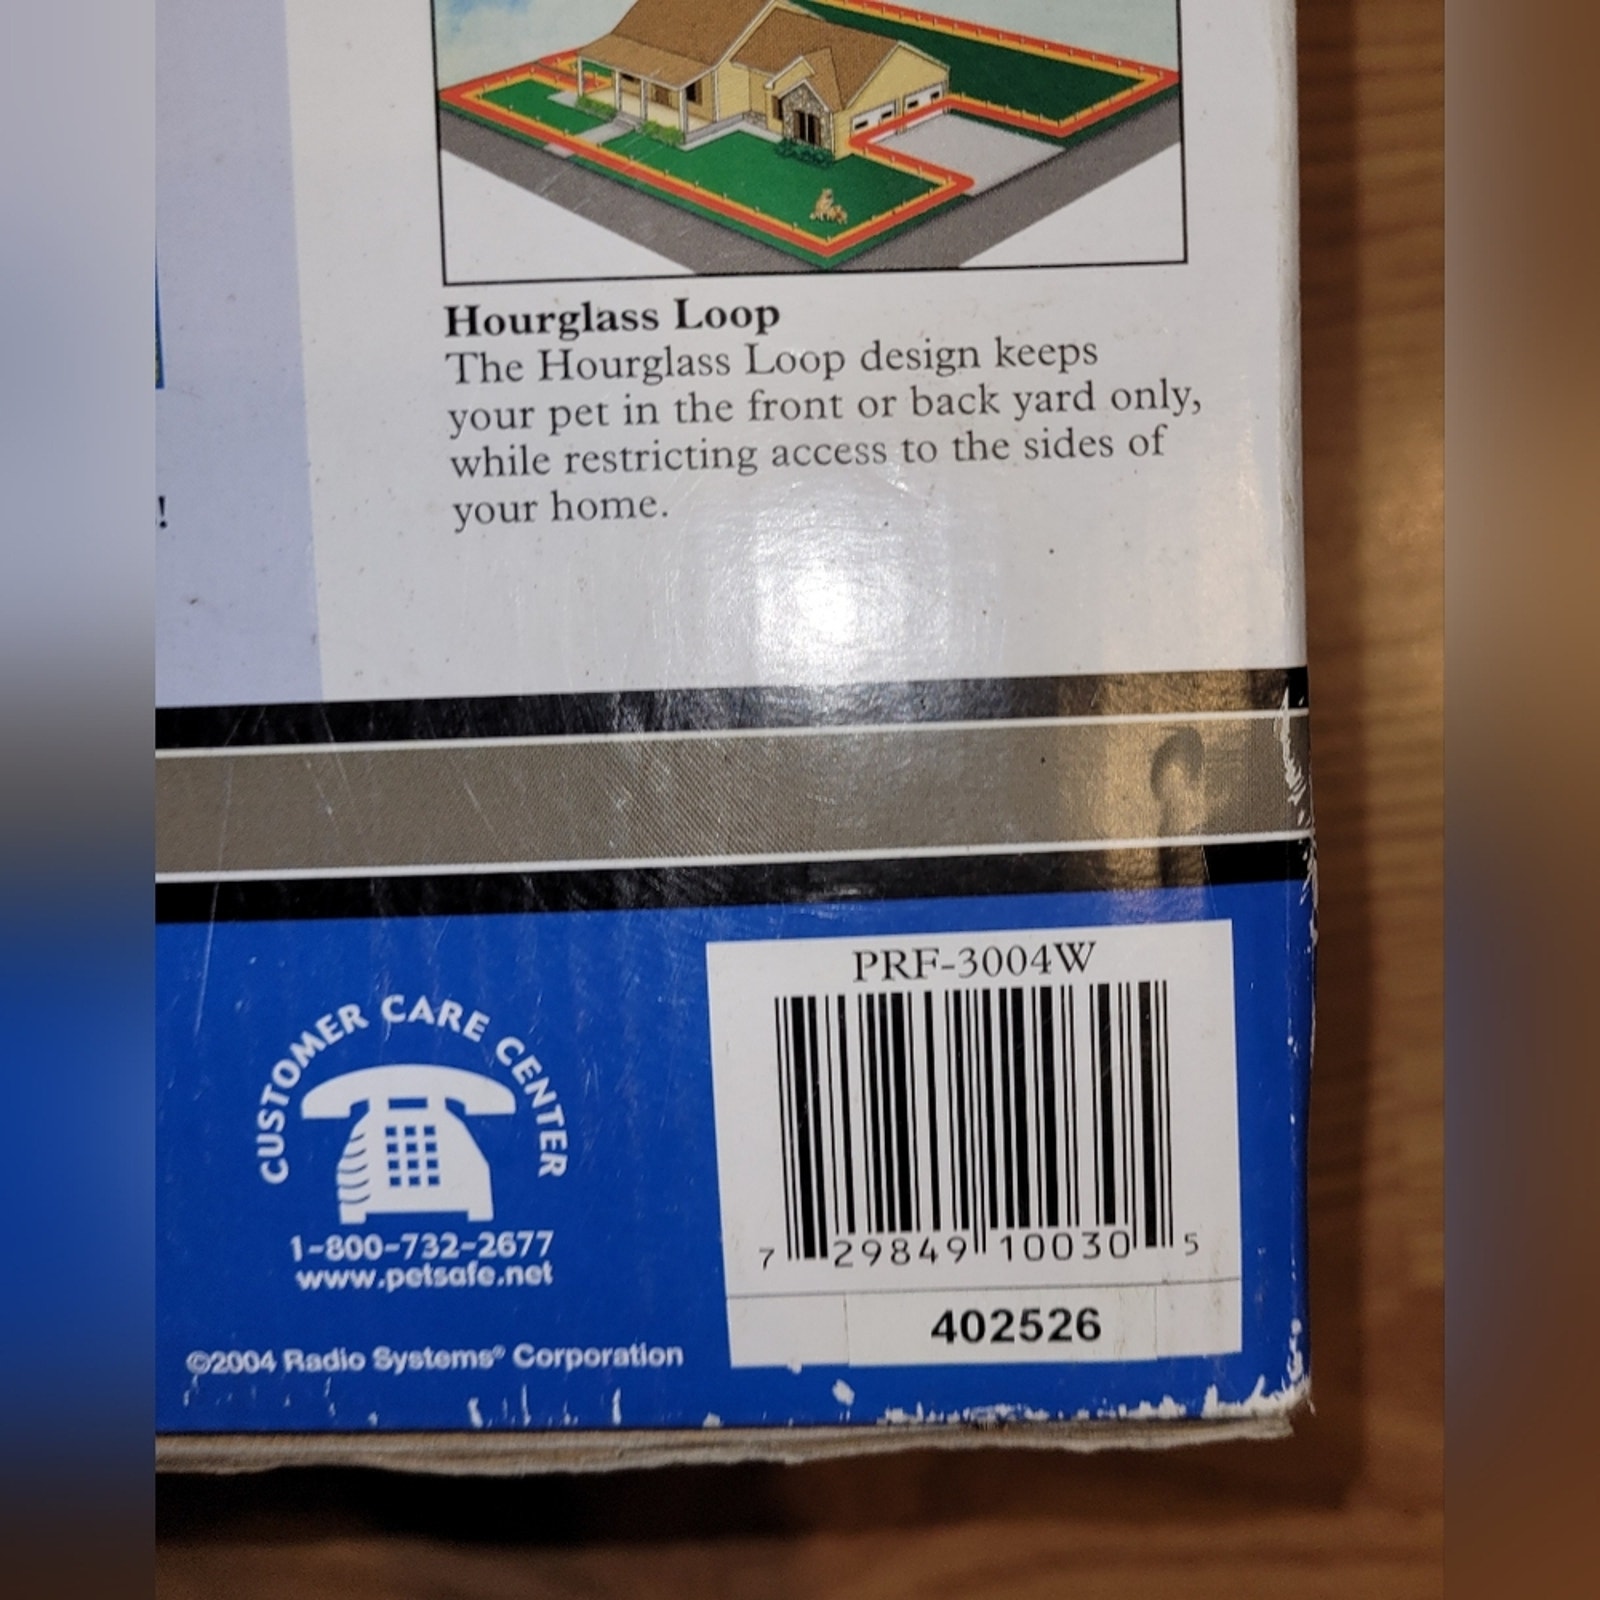 Hourglass Loop
The Hourglass Loop design keeps
your pet in the front or back yard only,
while restricting access to the sides of
your home.
!
CUSTOMER CARE CENTER
1-800-732-2677
www.petsafe.net
©2004 Radio Systems® Corporation
PRF-3004W
7 29849 10030 5
402526